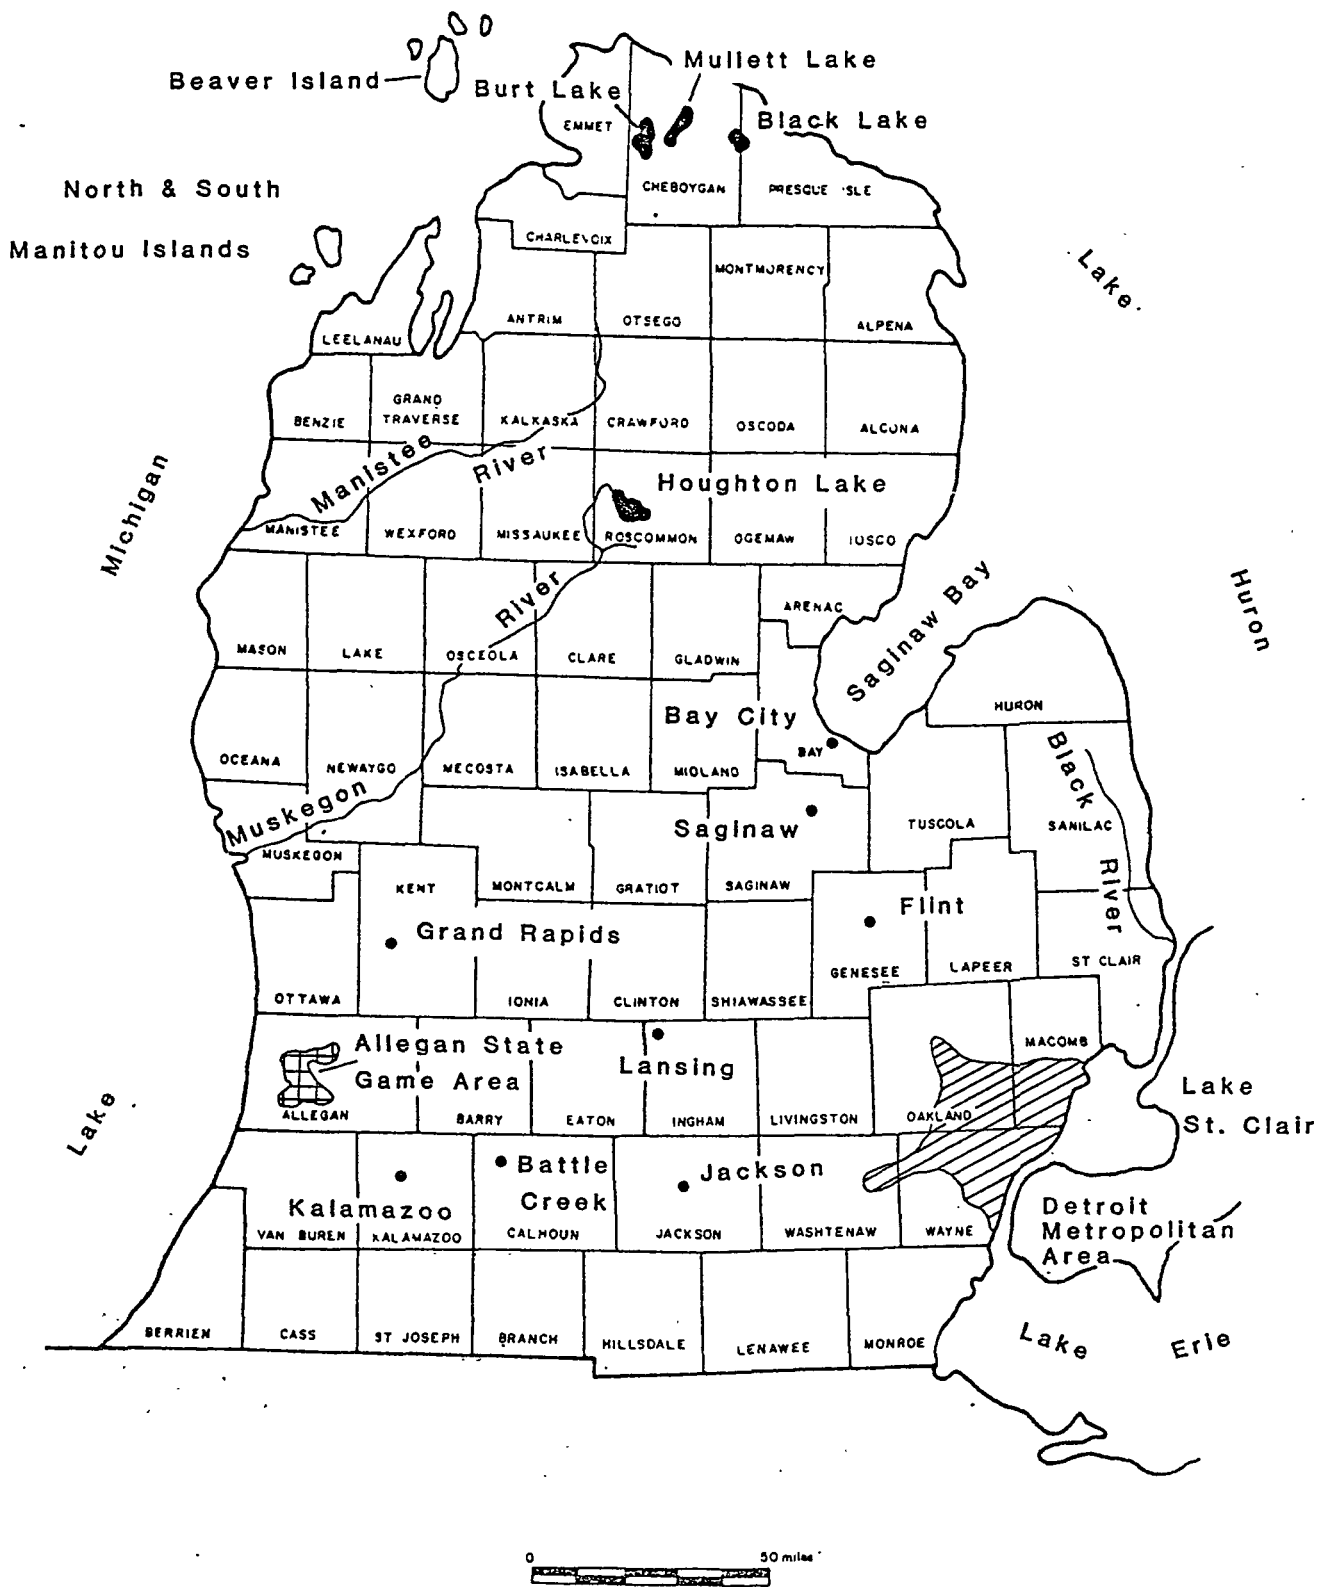 Mullett Lake
Beaver Island
Burt Lake
Black Lake
EMMET
North & South
Manitou Islands
CHEBOYGAN
PRESQUE ISLE
CHARLEVOIX
MONTMORENCY
Lake
ANTRIM
OTSEGO
ALPENA
LEELANAU
GRAND
TRAVERSE
BENZIE
KALKASKA
CRAWFORD
OSCODA
ALCONA
Manistee
River
Houghton Lake
Michigan
MANISTEE
WEXFORD
MISSAUKEE
ROSCOMMON
OGEMAW
IOSCO
River
ARENAC
Saginaw Bay
Huron
MASON
LAKE
OSCEOLA
CLARE
GLADWIN
HURON
Bay City
BAY
Black
OCEANA
NEWAYGO
MECOSTA
ISABELLA
MIDLAND
Muskegon
Saginaw
TUSCOLA
SANILAC
River
MUSKEGON
KENT
MONTCALM
GRATIOT
SAGINAW
Flint
Grand Rapids
GENESEE
LAPEER
ST CLAIR
OTTAWA
IONIA
CLINTON
SHIAWASSEE
Allegan State
Game Area
Lansing
MACOMB
Lake
St. Clair
Lake
ALLEGAN
BARRY
EATON
INGHAM
LIVINGSTON
OAKLAND
Battle
Creek
Jackson
Kalamazoo
VAN BUREN
KALAMAZOO
CALHOUN
JACKSON
WASHTENAW
WAYNE
Detroit
Metropolitan
Area
BERRIEN
CASS
ST JOSEPH
BRANCH
HILLSDALE
LENAWEE
MONROE
Lake
Erie
0
50 miles